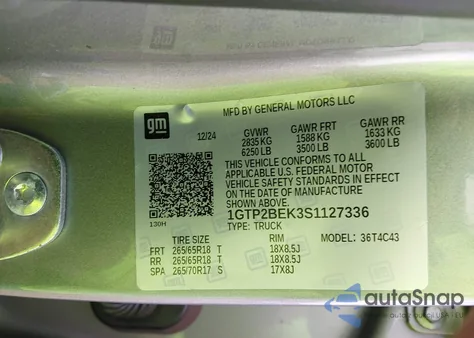 MFD BY GENERAL MOTORS LLC
gm
12/24
GVWR GAWR FRT GAWR RR
2835 KG 1588 KG 1633 KG
6250 LB 3500 LB 3600 LB
THIS VEHICLE CONFORMS TO ALL
APPLICABLE U.S. FEDERAL MOTOR
VEHICLE SAFETY STANDARDS IN EFFECT
ON THE DATE OF MANUFACTURE
SHOWN ABOVE.
1GTP2BEK3S1127336
TYPE: TRUCK
130H
TIRE SIZE RIM MODEL: 36T4C43
FRT 265/65R18 T 18X8.5J
RR 265/65R18 T 18X8.5J
SPA 265/70R17 S 17X8J
autoSnap